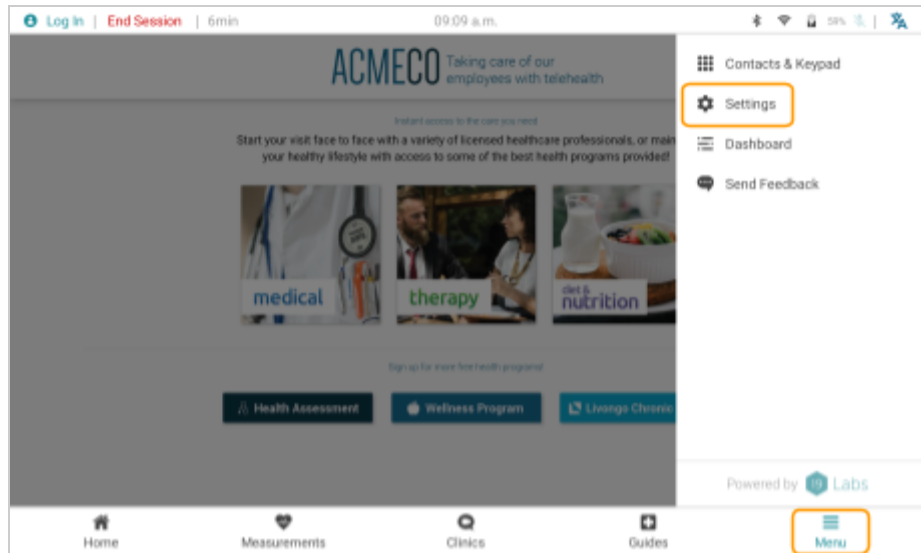 Log In | End Session | 6min
09:09 a.m.
59%
ACMECO Taking care of our
employees with telehealth
Instant access to the care you need
Start your visit face to face with a variety of licensed healthcare professionals, or main
your healthy lifestyle with access to some of the best health programs provided!
medical
therapy
diet &
nutrition
Sign up for more free health programs!
Health Assessment
Wellness Program
Livongo Chronic
Contacts & Keypad
Settings
Dashboard
Send Feedback
Powered by 19 Labs
Home
Measurements
Clinics
Guides
Menu